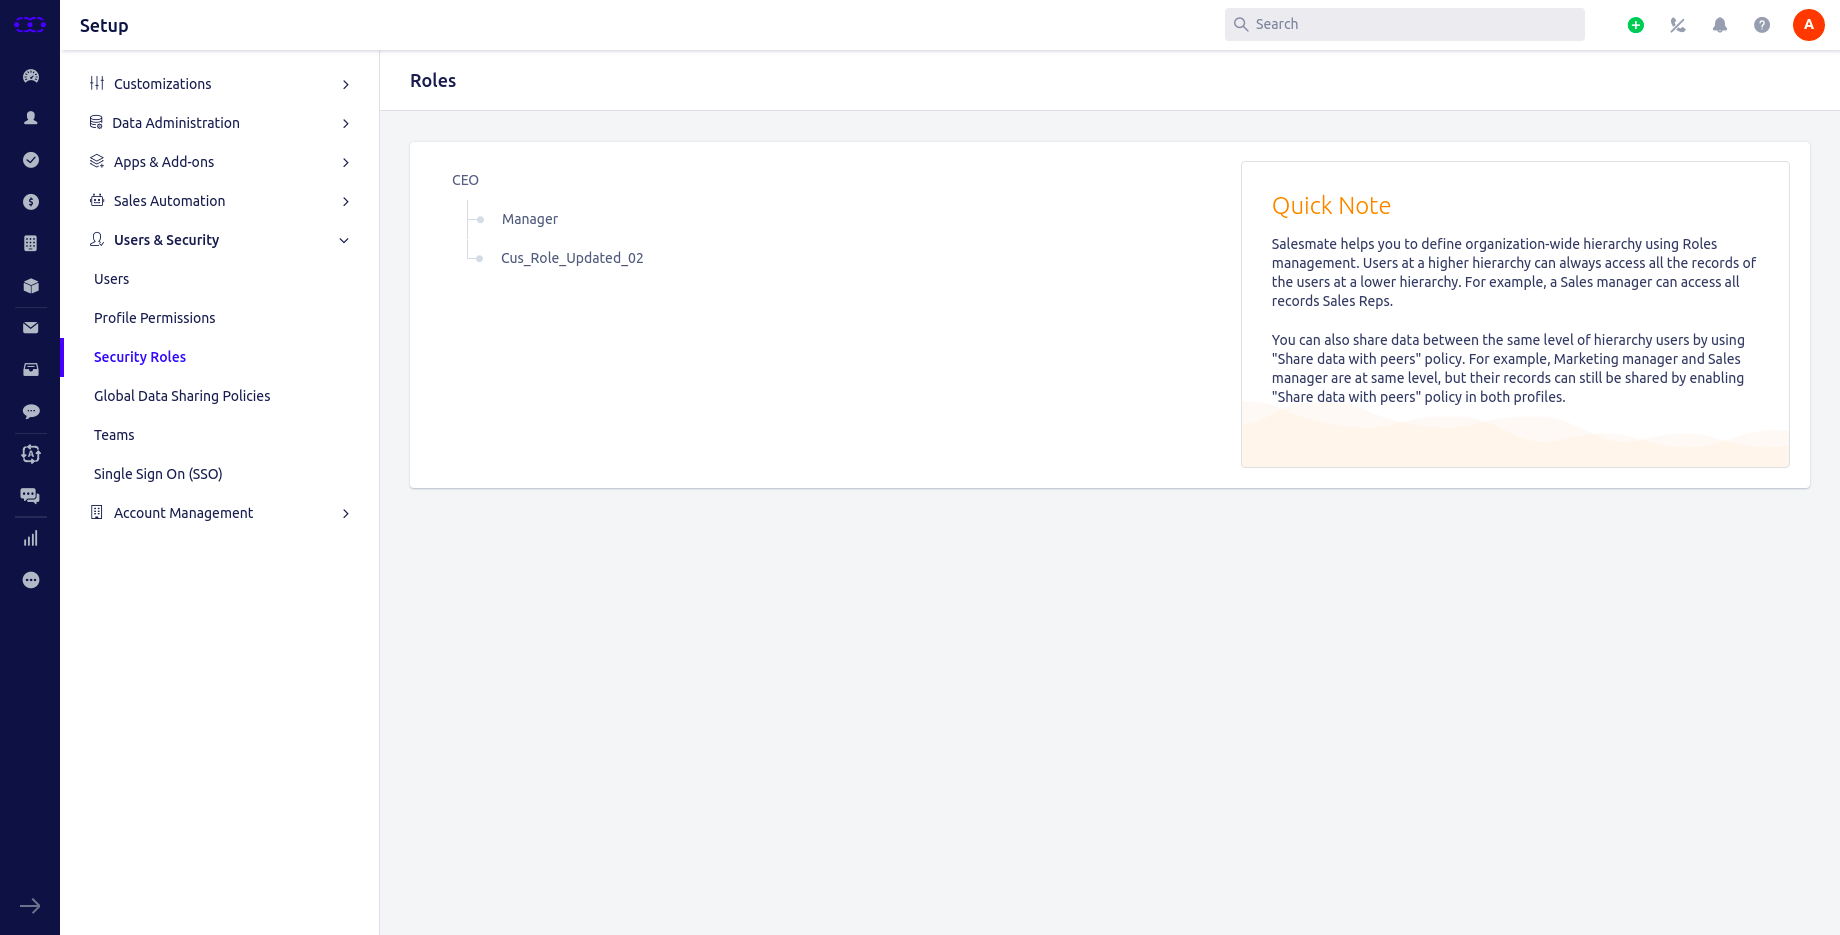 Setup
Search
A
Customizations
Data Administration
Apps & Add-ons
Sales Automation
Users & Security
Users
Profile Permissions
Security Roles
Global Data Sharing Policies
Teams
Single Sign On (SSO)
Account Management
Roles
CEO
Manager
Cus_Role_Updated_02
Quick Note
Salesmate helps you to define organization-wide hierarchy using Roles
management. Users at a higher hierarchy can always access all the records of
the users at a lower hierarchy. For example, a Sales manager can access all
records Sales Reps.
You can also share data between the same level of hierarchy users by using
"Share data with peers" policy. For example, Marketing manager and Sales
manager are at same level, but their records can still be shared by enabling
"Share data with peers" policy in both profiles.